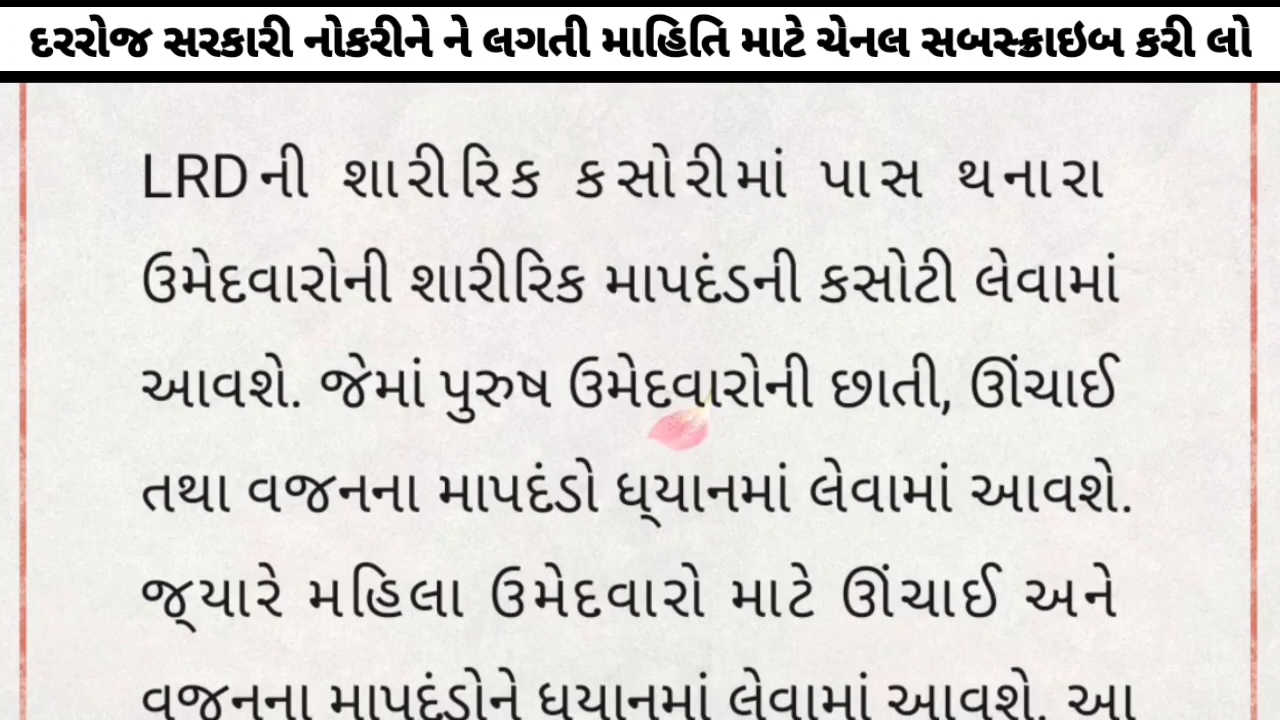 દરરોજ સરકારી નોકરીને ને લગતી માહિતિ માટે ચેનલ સબસ્ક્રાઇબ કરી લો
LRDની શારીરિક કસોરીમાં પાસ થનારા
ઉમેદવારોની શારીરિક માપદંડની કસોટી લેવામાં
આવશે. જેમાં પુરુષ ઉમેદવારોની છાતી, ઊંચાઈ
તથા વજનના માપદંડો ધ્‌યાનમાં લેવામાં આવશે.
જ્‌યારે મહિલા ઉમેદવારો માટે ઊંચાઈ અને
વજનના માપદંડોને ધયાનમાં લેવામાં આવશે. આ